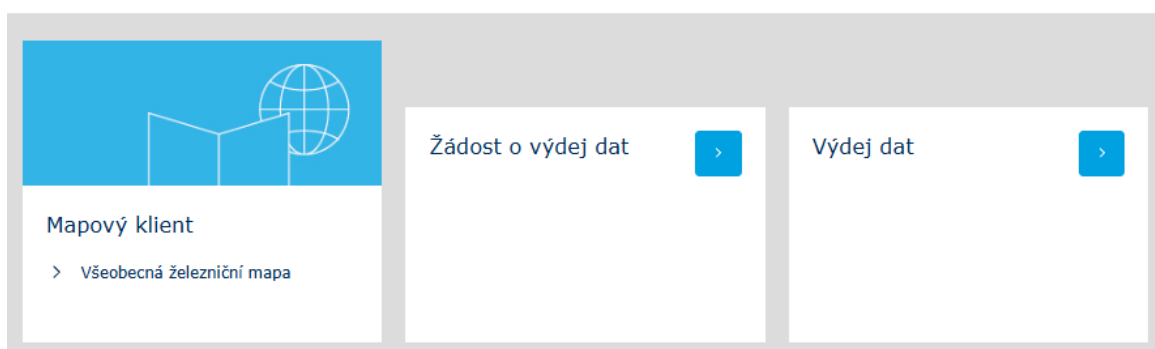 Mapový klient
Všeobecná železniční mapa
Žádost o výdej dat
Výdej dat